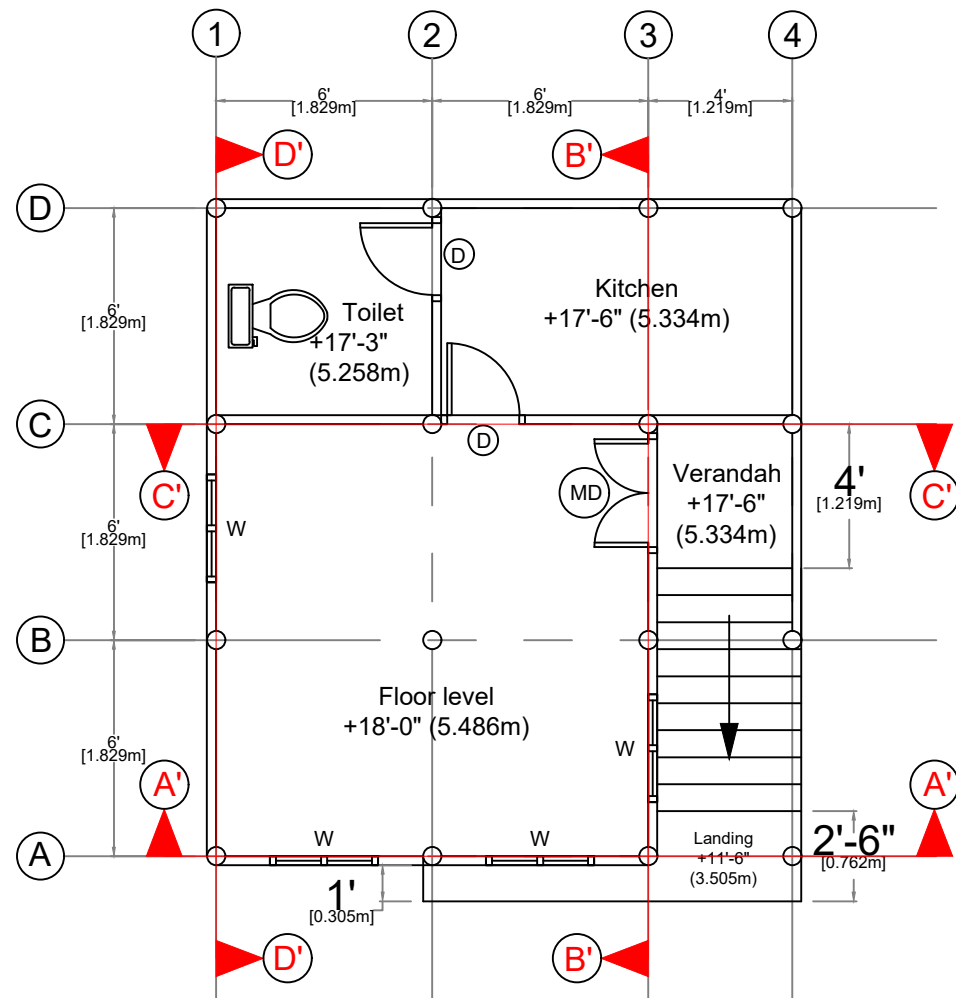 1
2
3
4
6'
[1.829m]
6'
[1.829m]
4'
[1.219m]
D'
B'
D
D
6'
[1.829m]
Toilet
+17'-3"
(5.258m)
Kitchen
+17'-6" (5.334m)
C
D
C'
C'
MD
Verandah
+17'-6"
(5.334m)
4'
[1.219m]
6'
[1.829m]
W
B
Floor level
+18'-0" (5.486m)
6'
[1.829m]
W
A'
A'
A
W
W
Landing
+11'-6"
(3.505m)
2'-6"
[0.762m]
1'
[0.305m]
D'
B'